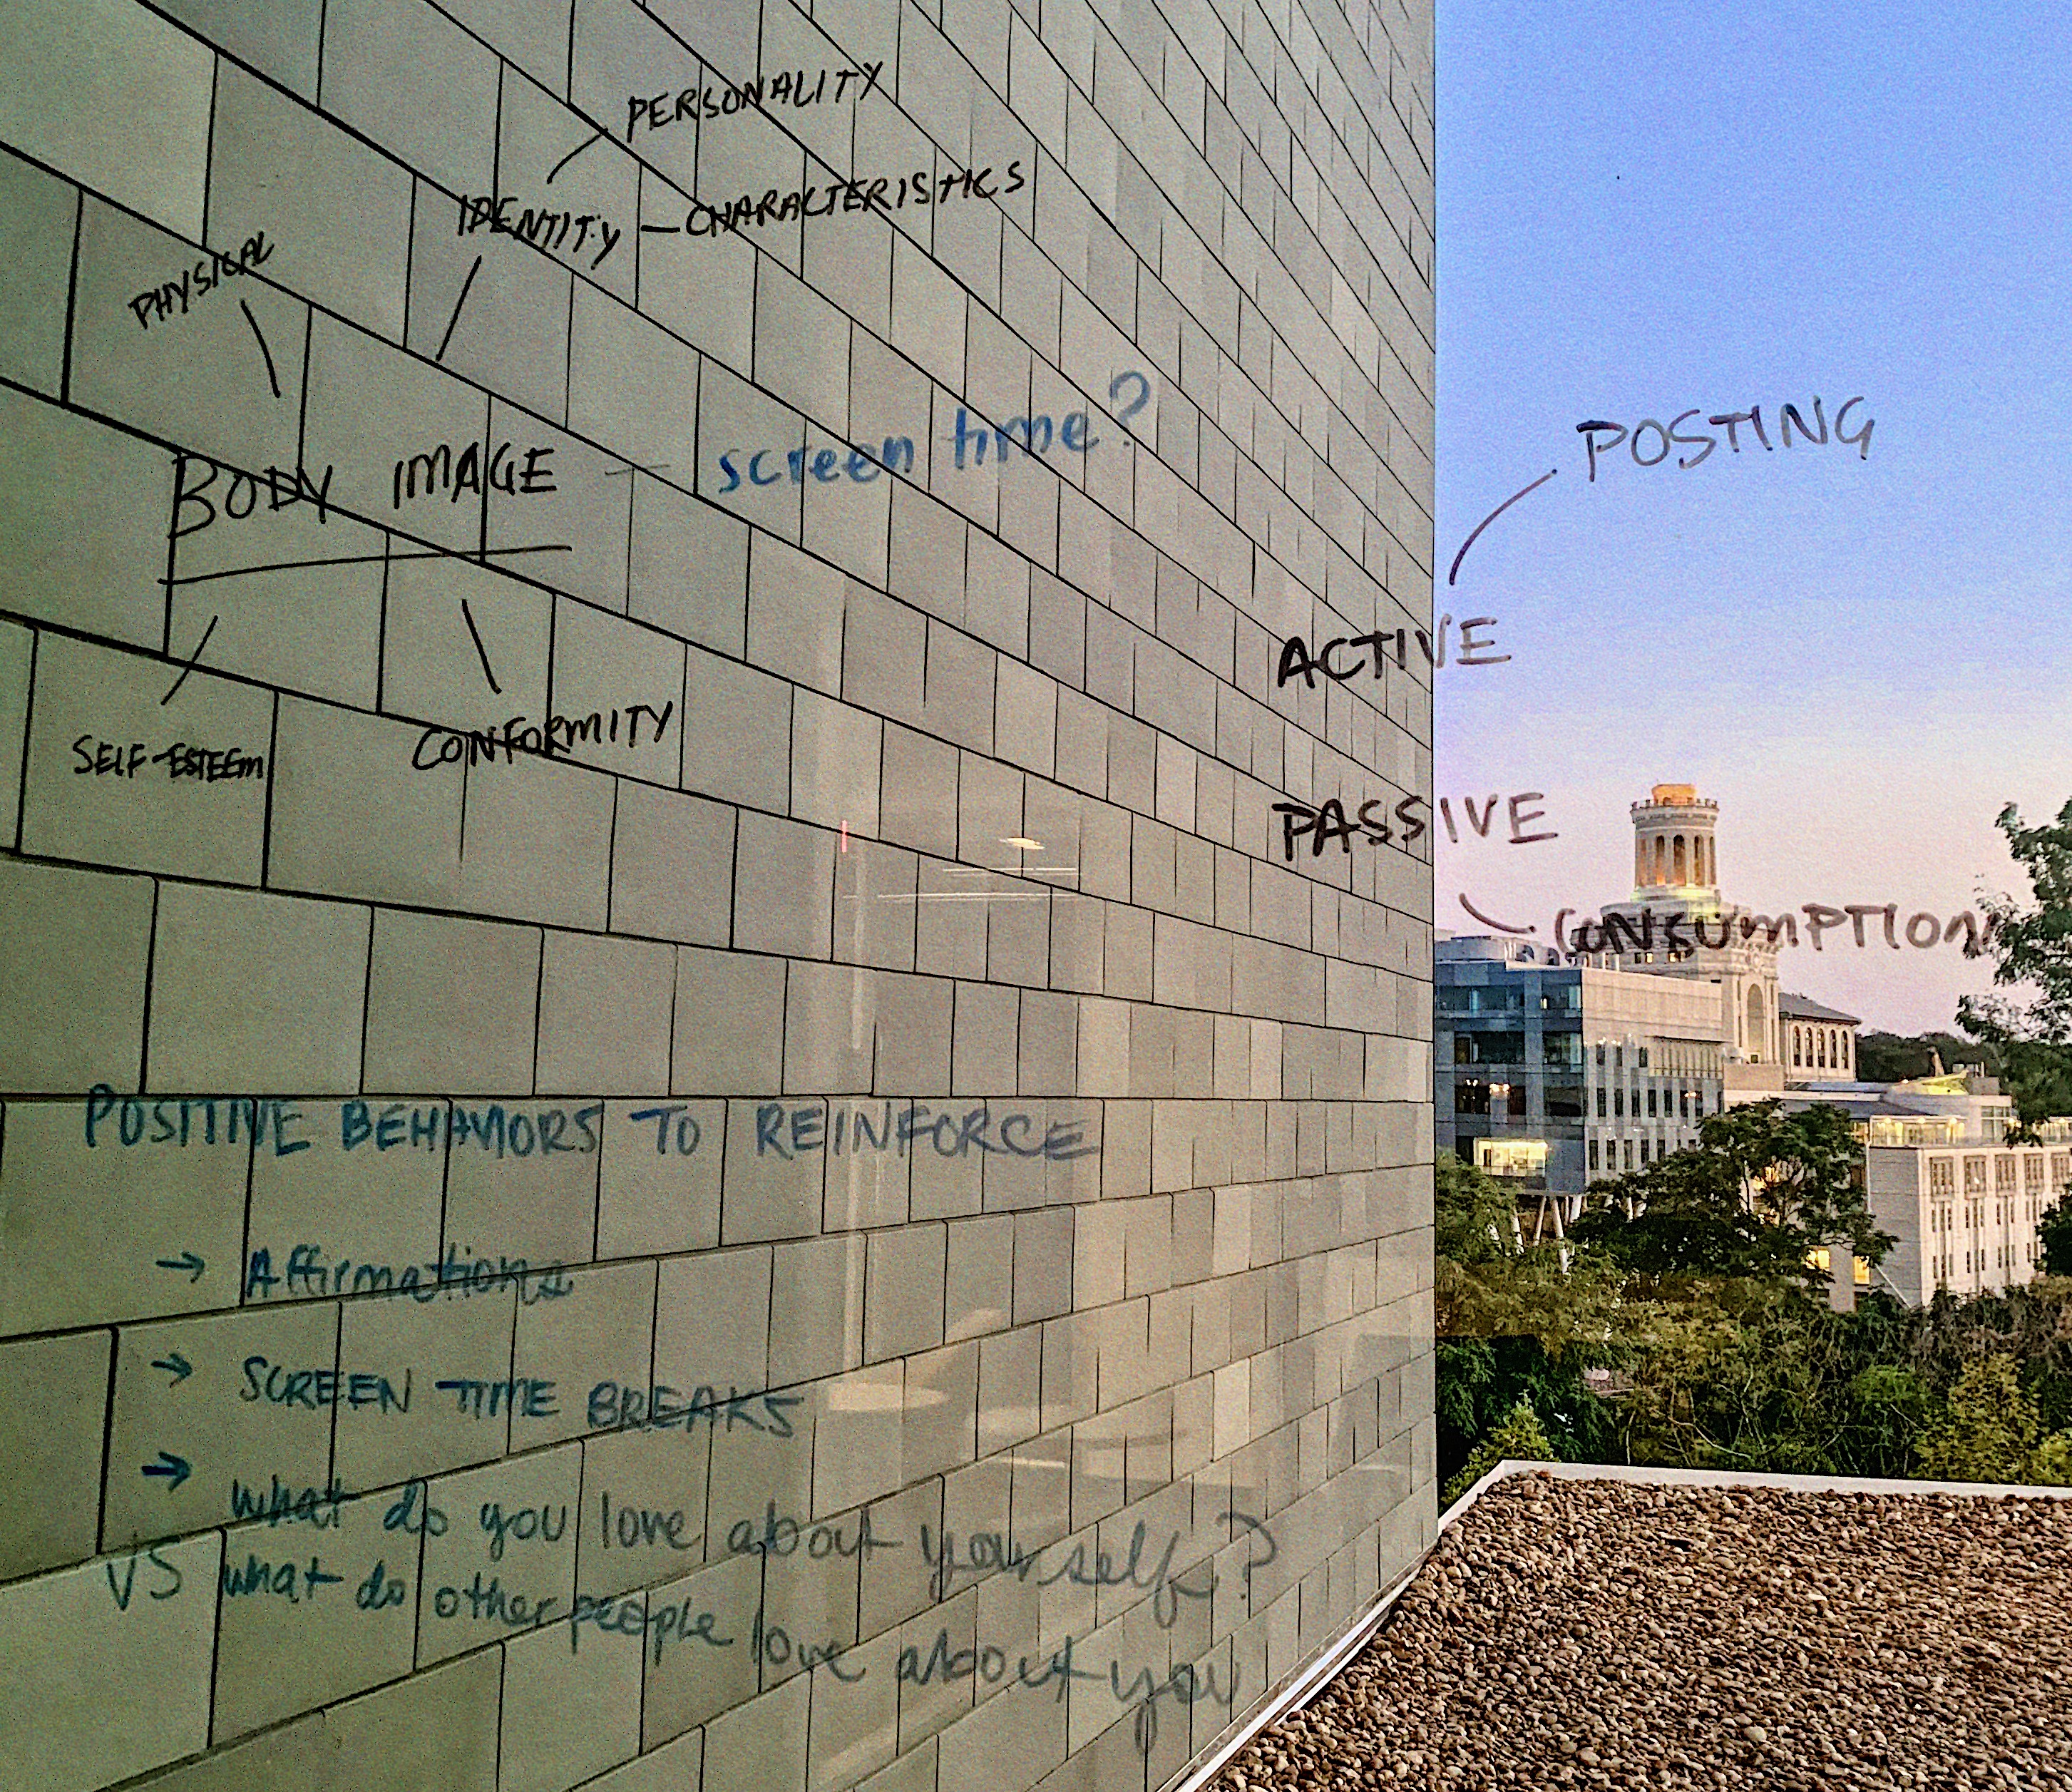 PERSONALITY
IDENTITY — CHARACTERISTICS
PHYSICAL
BODY IMAGE — screen time?
SELF-ESTEEM
CONFORMITY
POSTING
ACTIVE
PASSIVE
CONSUMPTION
POSITIVE BEHAVIORS TO REINFORCE
→ Affirmations
→ SCREEN TIME BREAKS
→ what do you love about yourself?
VS what do other people love about you